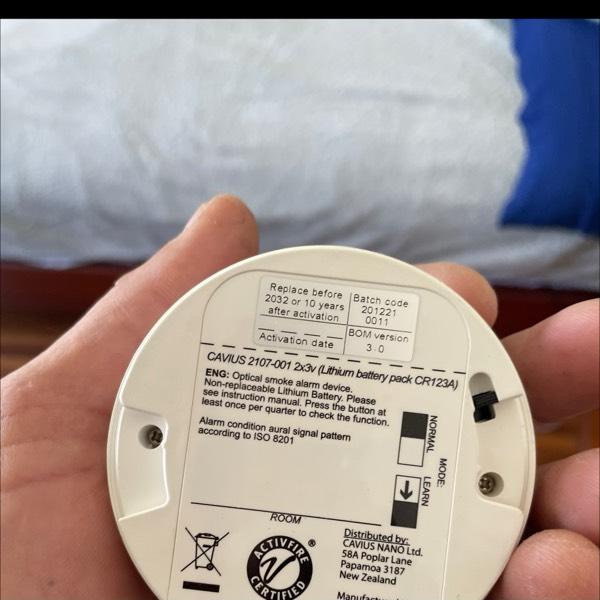 Replace before
2032 or 10 years
after activation
Activation date
Batch code
201221
0011
BOM version
3.0
CAVIUS 2107-001 2x3v (Lithium battery pack CR123A)
ENG: Optical smoke alarm device.
Non-replaceable Lithium Battery. Please
see instruction manual. Press the button at
least once per quarter to check the function.
Alarm condition aural signal pattern
according to ISO 8201
NORMAL
MODE:
LEARN
ROOM
ACTIVFIRE
CERTIFIED
®
Distributed by:
CAVIUS NANO Ltd.
58A Poplar Lane
Papamoa 3187
New Zealand